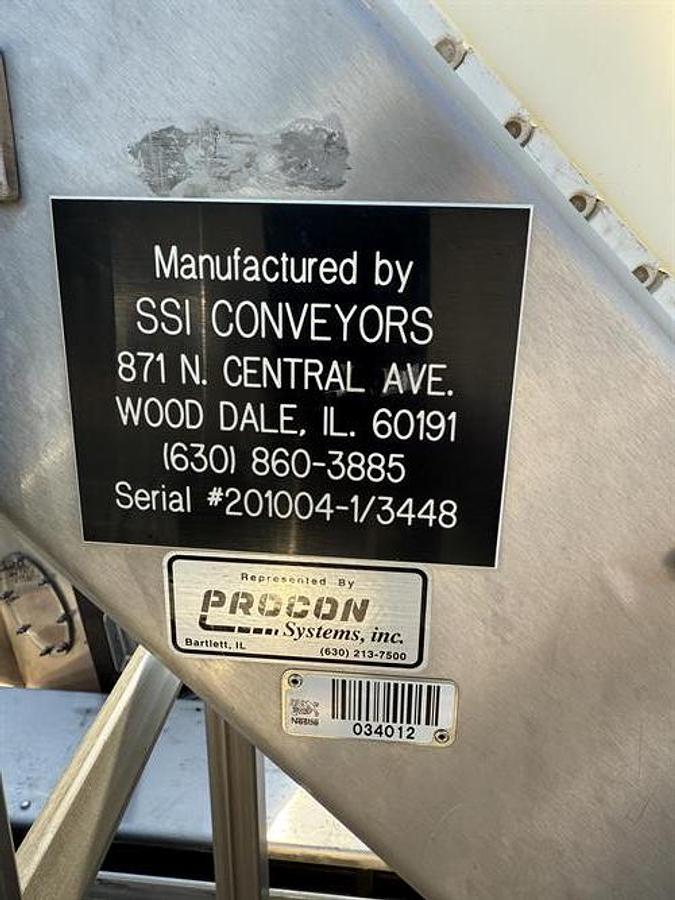 Manufactured by
SSI CONVEYORS
871 N. CENTRAL AVE.
WOOD DALE, IL. 60191
(630) 860-3885
Serial #201004-1/3448
Represented By
PROCON
Systems, inc.
Bartlett, IL (630) 213-7500
Nestle
034012